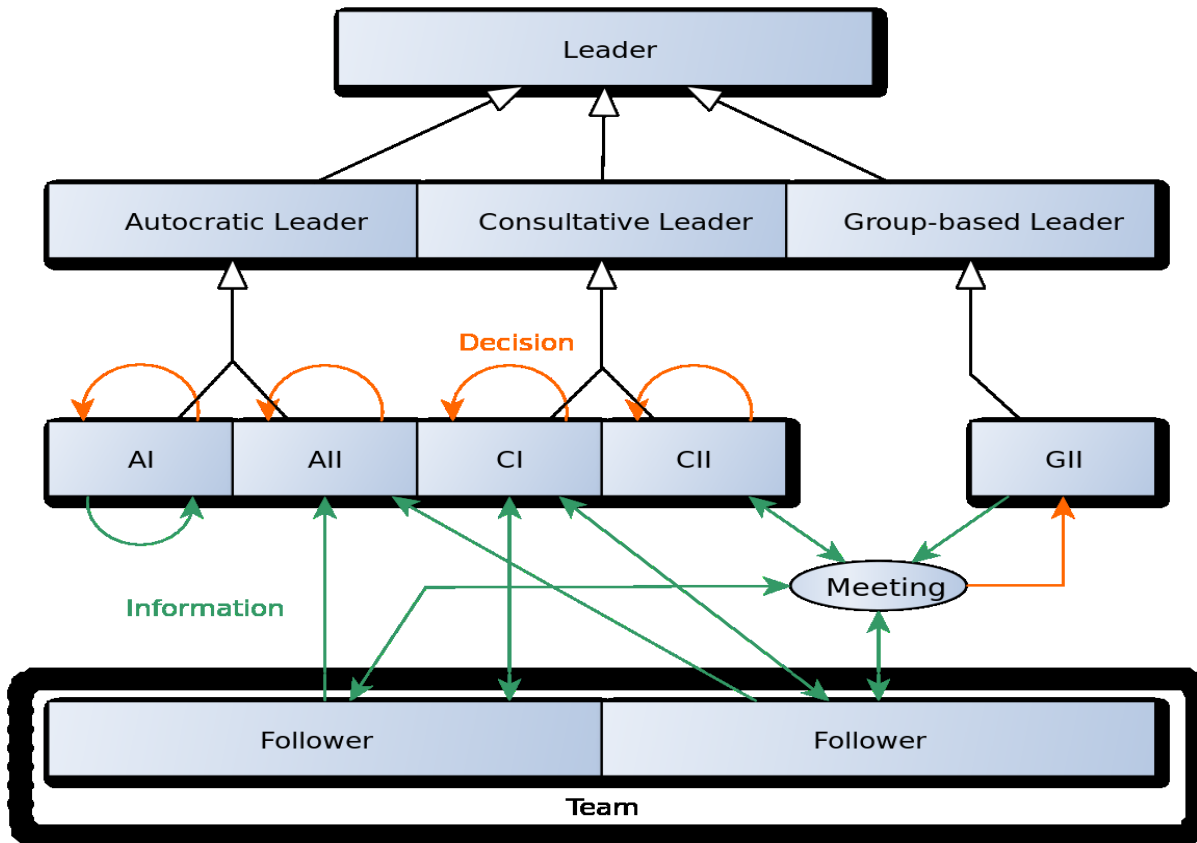 Leader
Autocratic Leader
Consultative Leader
Group-based Leader
Decision
AI
AII
CI
CII
GII
Meeting
Information
Follower
Follower
Team